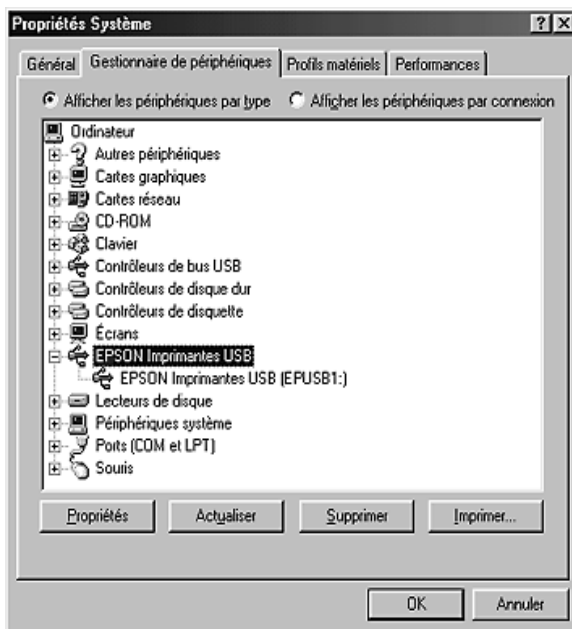 Propriétés Système
Général Gestionnaire de périphériques Profils matériels Performances
Afficher les périphériques par type Afficher les périphériques par connexion
Ordinateur
Autres périphériques
Cartes graphiques
Cartes réseau
CD-ROM
Clavier
Contrôleurs de bus USB
Contrôleurs de disque dur
Contrôleurs de disquette
Écrans
EPSON Imprimantes USB
EPSON Imprimantes USB (EPUSB1:)
Lecteurs de disque
Périphériques système
Ports (COM et LPT)
Souris
Propriétés Actualiser Supprimer Imprimer...
OK Annuler